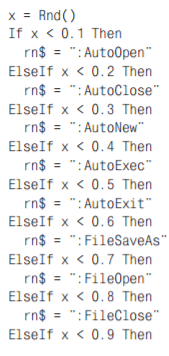 x = Rnd()
If x < 0.1 Then
rn$ = ":AutoOpen"
ElseIf x < 0.2 Then
rn$ = ":AutoClose"
ElseIf x < 0.3 Then
rn$ = ":AutoNew"
ElseIf x < 0.4 Then
rn$ = ":AutoExec"
ElseIf x < 0.5 Then
rn$ = ":AutoExit"
ElseIf x < 0.6 Then
rn$ = ":FileSaveAs"
ElseIf x < 0.7 Then
rn$ = ":FileOpen"
ElseIf x < 0.8 Then
rn$ = ":FileClose"
ElseIf x < 0.9 Then